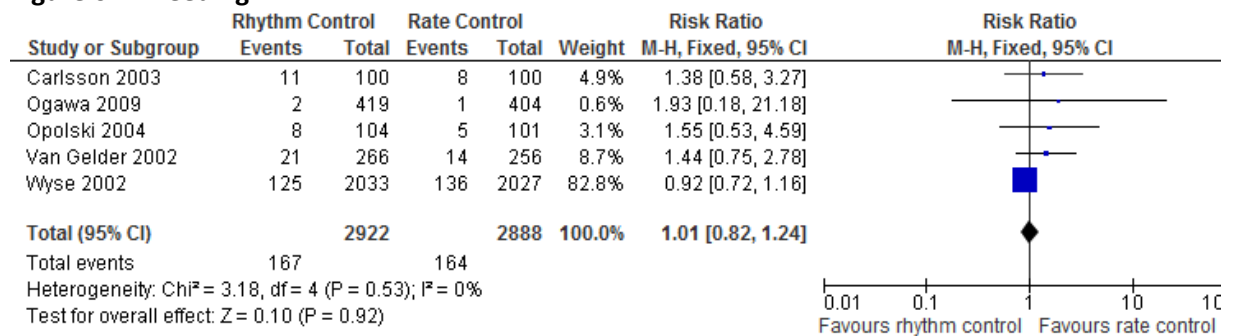 Rhythm Control Rate Control Risk Ratio Risk Ratio
Study or Subgroup Events Total Events Total Weight M-H, Fixed, 95% CI M-H, Fixed, 95% CI
Carlsson 2003 11 100 8 100 4.9% 1.38 [0.58, 3.27]
Ogawa 2009 2 419 1 404 0.6% 1.93 [0.18, 21.18]
Opolski 2004 8 104 5 101 3.1% 1.55 [0.53, 4.59]
Van Gelder 2002 21 266 14 256 8.7% 1.44 [0.75, 2.78]
Wyse 2002 125 2033 136 2027 82.8% 0.92 [0.72, 1.16]
Total (95% CI) 2922 2888 100.0% 1.01 [0.82, 1.24]
Total events 167 164
Heterogeneity: Chi² = 3.18, df = 4 (P = 0.53); I² = 0%
Test for overall effect: Z = 0.10 (P = 0.92)
0.01 0.1 1 10
Favours rhythm control Favours rate control